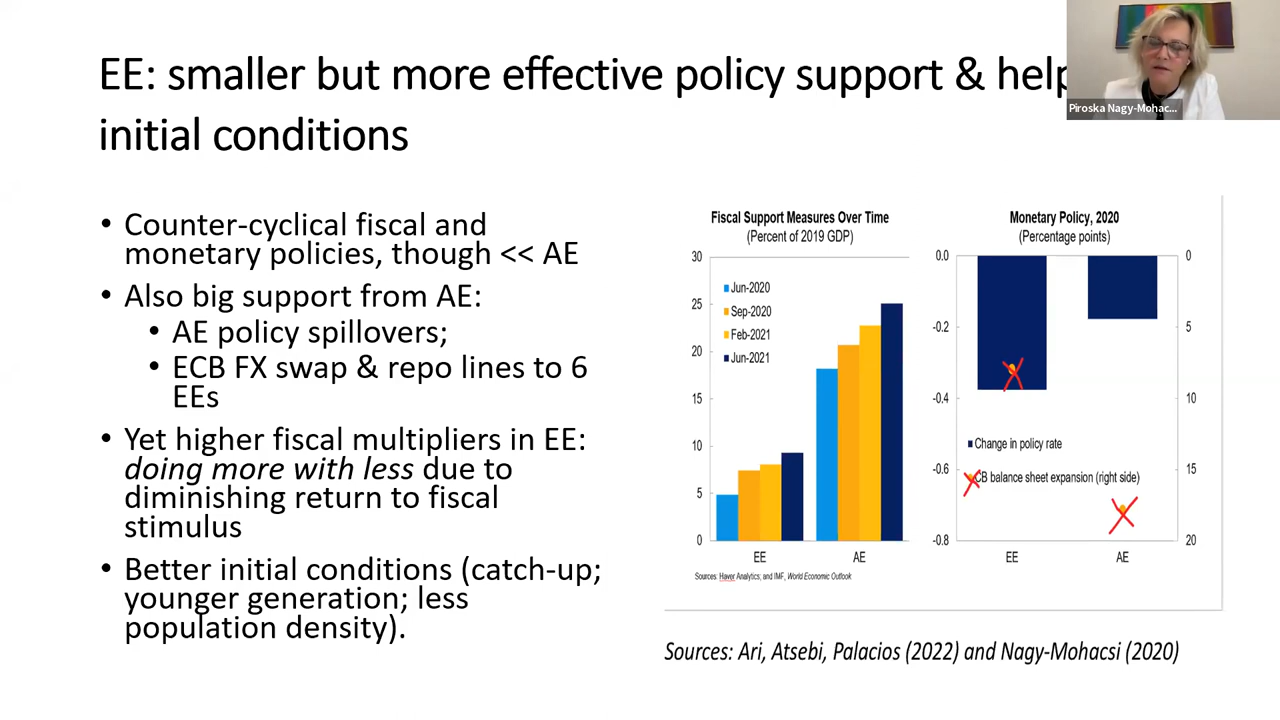 EE: smaller but more effective policy support & help
initial conditions
Piroska Nagy-Mohac...
• Counter-cyclical fiscal and
monetary policies, though << AE
• Also big support from AE:
• AE policy spillovers;
• ECB FX swap & repo lines to 6
EEs
• Yet higher fiscal multipliers in EE:
doing more with less due to
diminishing return to fiscal
stimulus
• Better initial conditions (catch-up;
younger generation; less
population density).
Fiscal Support Measures Over Time
(Percent of 2019 GDP)
30
25
20
15
10
5
0
Jun-2020
Sep-2020
Feb-2021
Jun-2021
EE AE
Sources: Haver Analytics; and IMF, World Economic Outlook
Monetary Policy, 2020
(Percentage points)
0.0
-0.2
-0.4
-0.6
-0.8
0
5
10
15
20
Change in policy rate
CB balance sheet expansion (right side)
EE AE
Sources: Ari, Atsebi, Palacios (2022) and Nagy-Mohacsi (2020)